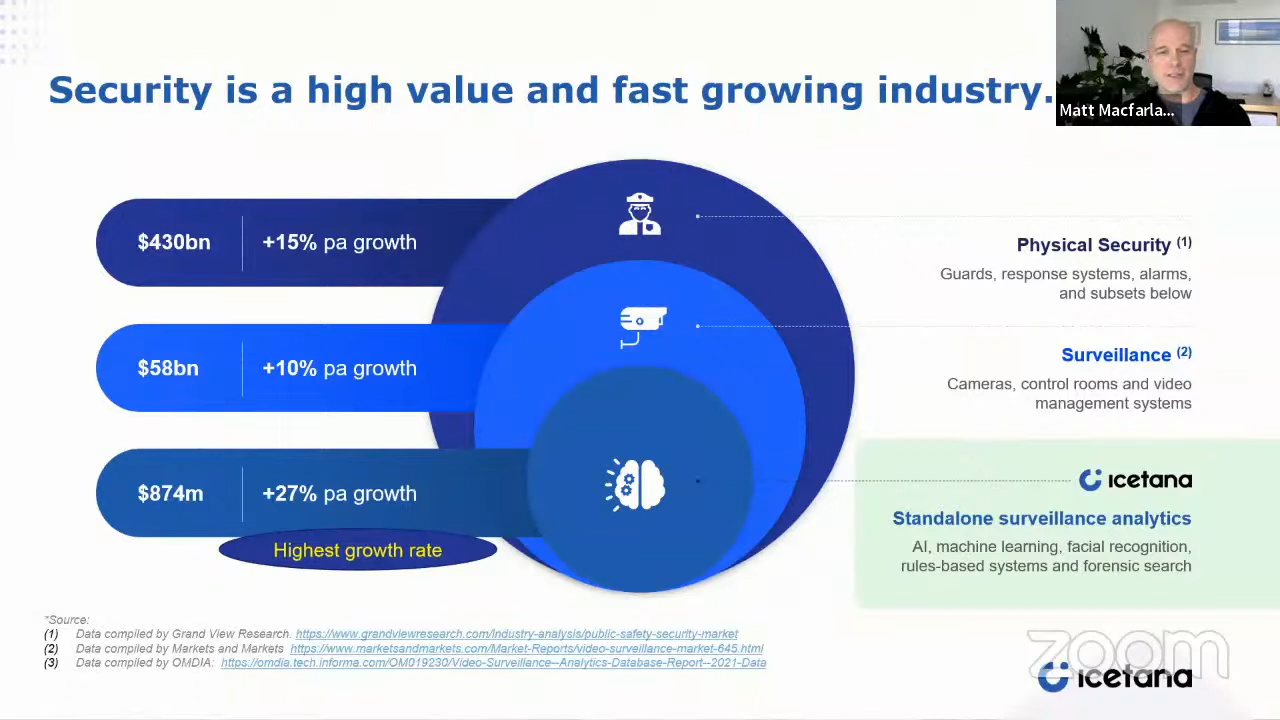 Security is a high value and fast growing industry.
Matt Macfarla...
$430bn
+15% pa growth
Physical Security (1)
Guards, response systems, alarms,
and subsets below
$58bn
+10% pa growth
Surveillance (2)
Cameras, control rooms and video
management systems
$874m
+27% pa growth
Highest growth rate
icetana
Standalone surveillance analytics
AI, machine learning, facial recognition,
rules-based systems and forensic search
*Source:
(1) Data compiled by Grand View Research. https://www.grandviewresearch.com/industry-analysis/public-safety-security-market
(2) Data compiled by Markets and Markets https://www.marketsandmarkets.com/Market-Reports/video-surveillance-market-645.html
(3) Data compiled by OMDIA: https://omdia.tech.informa.com/OM019230/Video-Surveillance--Analytics-Database-Report--2021-Data
zoom
icetana